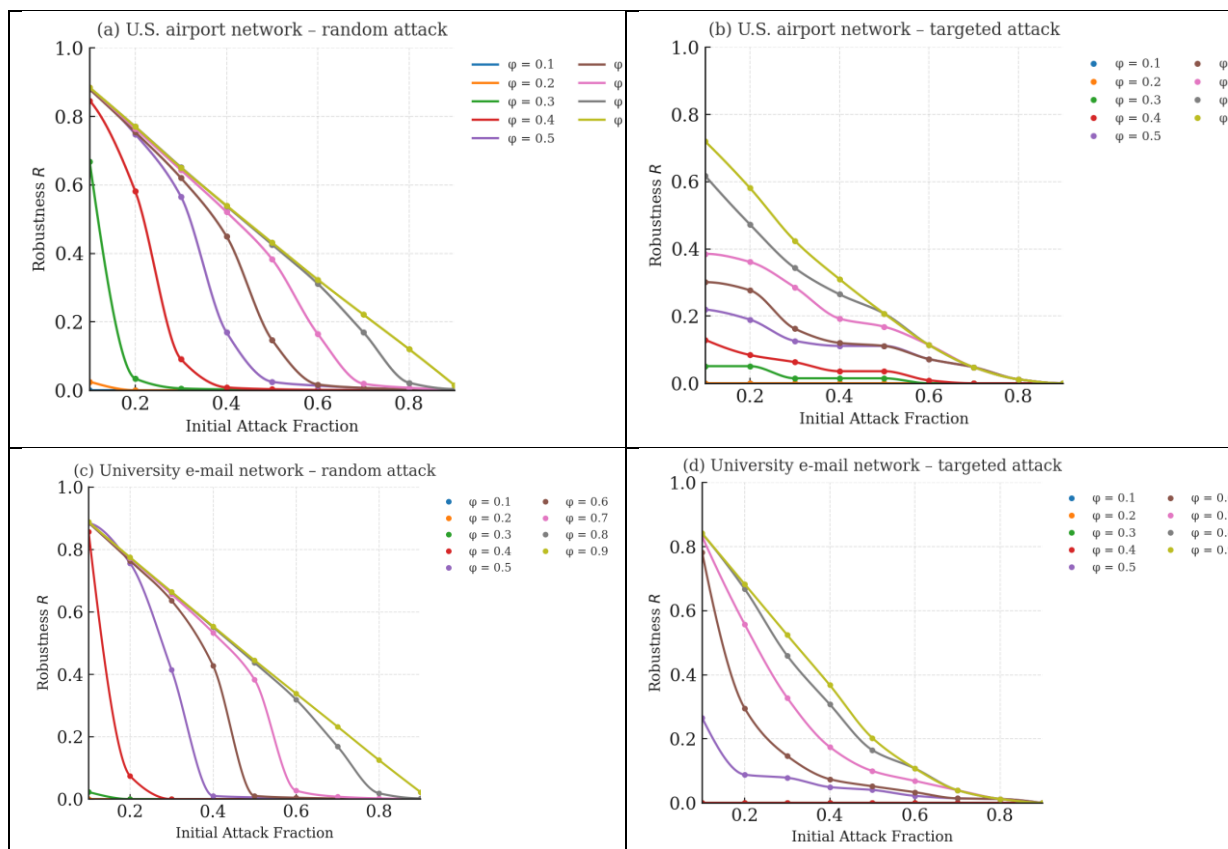 (a) U.S. airport network – random attack
1.0
0.8
0.6
0.4
0.2
0.0
Robustness R
0.2 0.4 0.6 0.8
Initial Attack Fraction
φ = 0.1 φ
φ = 0.2 φ
φ = 0.3 φ
φ = 0.4 φ
φ = 0.5
(b) U.S. airport network – targeted attack
1.0
0.8
0.6
0.4
0.2
0.0
Robustness R
0.2 0.4 0.6 0.8
Initial Attack Fraction
φ = 0.1 φ
φ = 0.2 φ
φ = 0.3 φ
φ = 0.4 φ
φ = 0.5
(c) University e-mail network – random attack
1.0
0.8
0.6
0.4
0.2
0.0
Robustness R
0.2 0.4 0.6 0.8
Initial Attack Fraction
φ = 0.1 φ = 0.6
φ = 0.2 φ = 0.7
φ = 0.3 φ = 0.8
φ = 0.4 φ = 0.9
φ = 0.5
(d) University e-mail network – targeted attack
1.0
0.8
0.6
0.4
0.2
0.0
Robustness R
0.2 0.4 0.6 0.8
Initial Attack Fraction
φ = 0.1 φ = 0.
φ = 0.2 φ = 0.
φ = 0.3 φ = 0.
φ = 0.4 φ = 0.
φ = 0.5